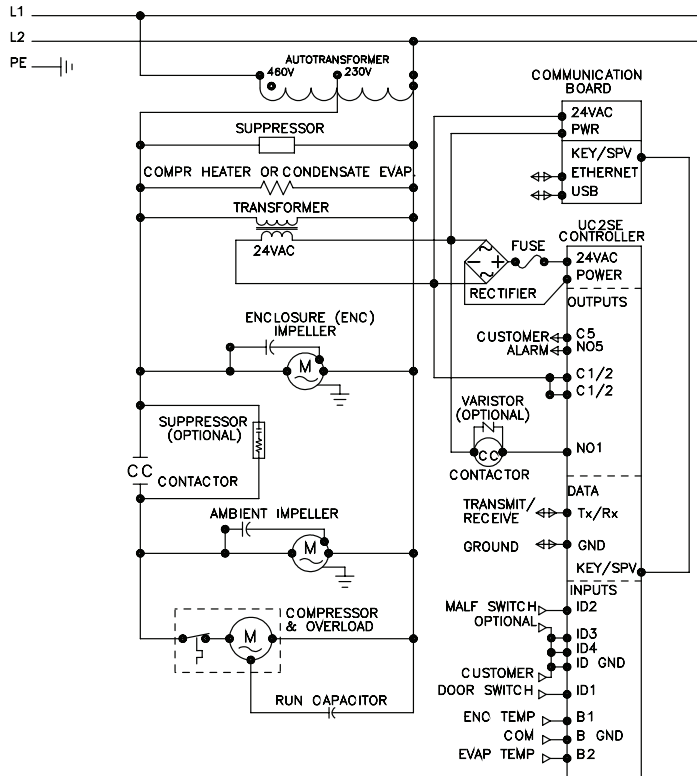 L1
L2
PE
AUTOTRANSFORMER
460V
230V
SUPPRESSOR
COMPR HEATER OR CONDENSATE EVAP.
TRANSFORMER
24VAC
COMMUNICATION
BOARD
24VAC
PWR
KEY/SPV
ETHERNET
USB
UC2SE
CONTROLLER
FUSE
24VAC
POWER
RECTIFIER
OUTPUTS
ENCLOSURE (ENC)
IMPELLER
M
CUSTOMER
ALARM
C5
NO5
C1/2
C1/2
SUPPRESSOR
(OPTIONAL)
VARISTOR
(OPTIONAL)
CC
CONTACTOR
CC
CONTACTOR
NO1
AMBIENT IMPELLER
M
DATA
TRANSMIT/
RECEIVE
Tx/Rx
GROUND
GND
KEY/SPV
INPUTS
COMPRESSOR
& OVERLOAD
M
RUN CAPACITOR
MALF SWITCH
ID2
OPTIONAL
ID3
ID4
ID GND
CUSTOMER
DOOR SWITCH
ID1
ENC TEMP
B1
COM
B GND
EVAP TEMP
B2